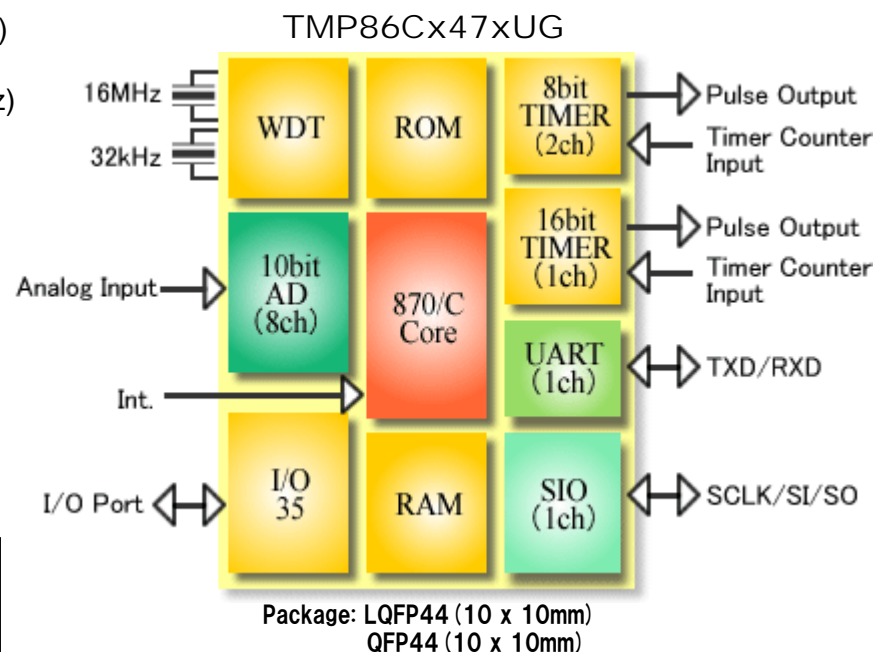 )
TMP86Cx47xUG
z)
16MHz
32kHz
WDT
ROM
8bit
TIMER
(2ch)
Pulse Output
Timer Counter
Input
16bit
TIMER
(1ch)
Pulse Output
Timer Counter
Input
Analog Input
10bit
AD
(8ch)
870/C
Core
UART
(1ch)
TXD/RXD
Int.
I/O Port
I/O
35
RAM
SIO
(1ch)
SCLK/SI/SO
Package: LQFP44 (10 x 10mm)
QFP44 (10 x 10mm)